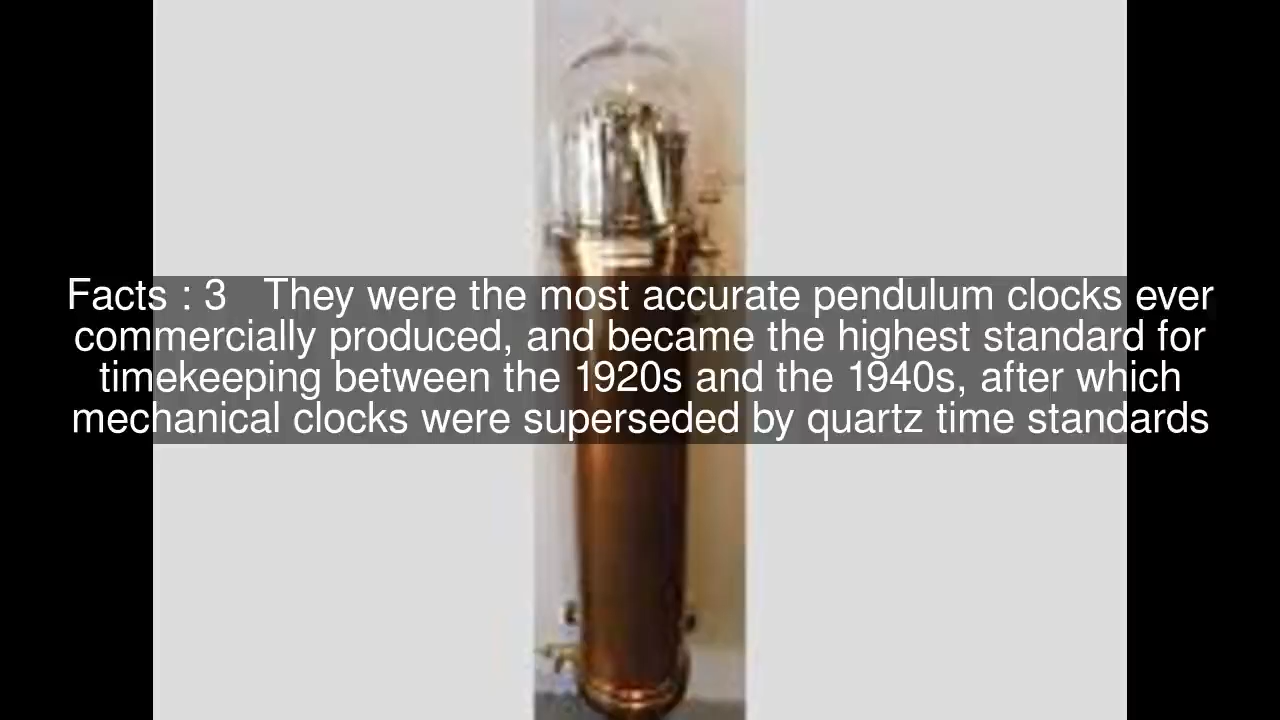 Facts : 3   They were the most accurate pendulum clocks ever
commercially produced, and became the highest standard for
timekeeping between the 1920s and the 1940s, after which
mechanical clocks were superseded by quartz time standards